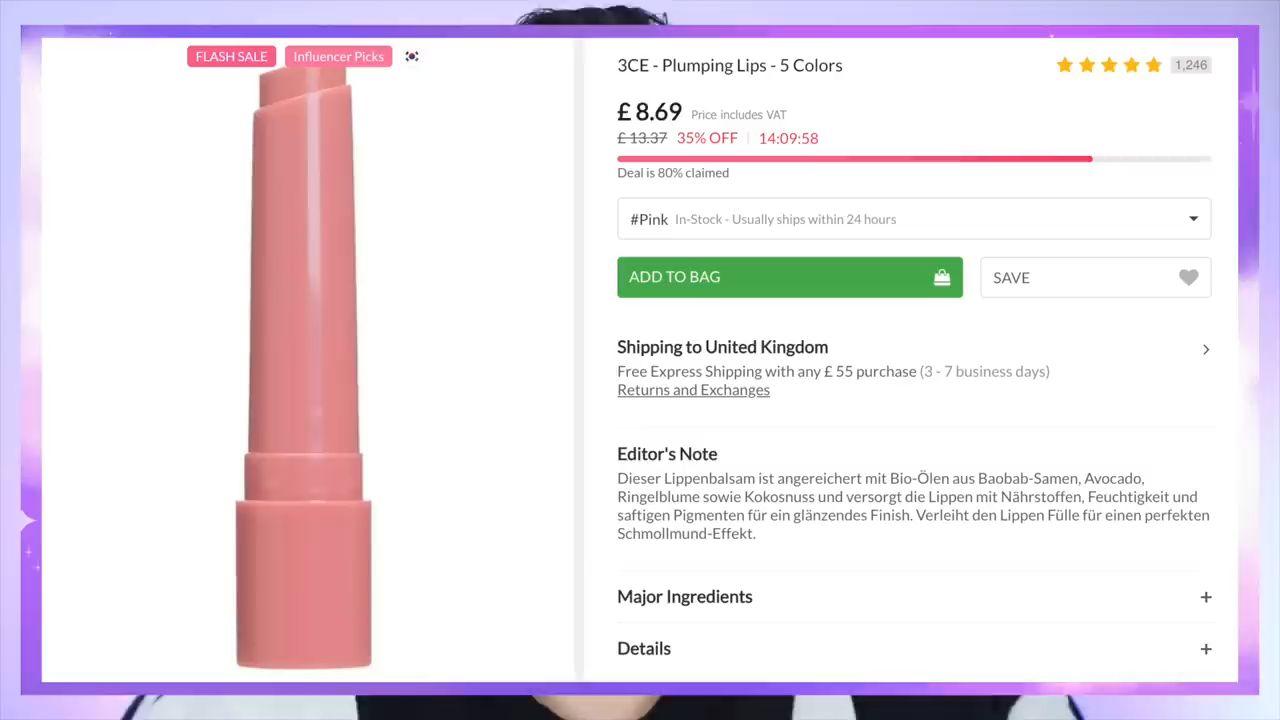 FLASH SALE
Influencer Picks
3CE - Plumping Lips - 5 Colors
1,246
£ 8.69 Price includes VAT
£ 13.37 35% OFF 14:09:58
Deal is 80% claimed
#Pink In-Stock - Usually ships within 24 hours
ADD TO BAG
SAVE
Shipping to United Kingdom
Free Express Shipping with any £ 55 purchase (3 - 7 business days)
Returns and Exchanges
Editor's Note
Dieser Lippenbalsam ist angereichert mit Bio-Ölen aus Baobab-Samen, Avocado,
Ringelblume sowie Kokosnuss und versorgt die Lippen mit Nährstoffen, Feuchtigkeit und
saftigen Pigmenten für ein glänzendes Finish. Verleiht den Lippen Fülle für einen perfekten
Schmollmund-Effekt.
Major Ingredients +
Details +